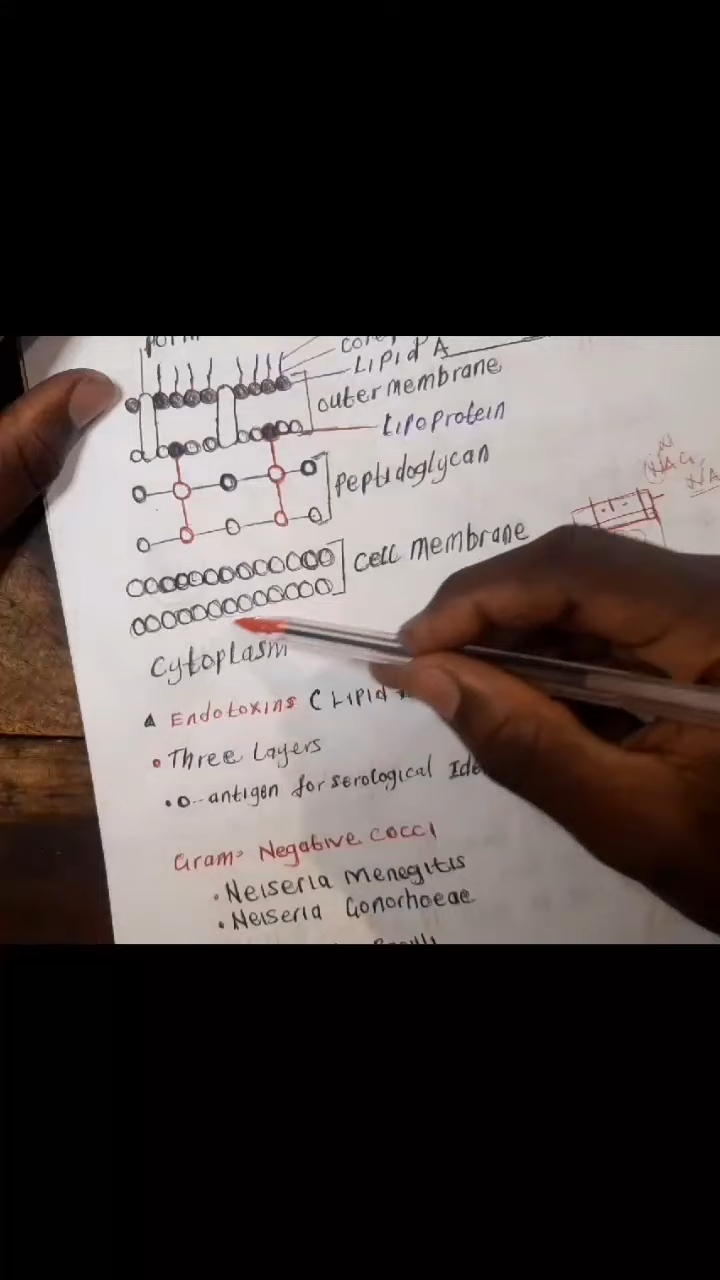 Lipid A
outer membrane
Lipoprotein
Peptidoglycan
cell membrane
Cytoplasm
Endotoxins ( Lipid
• Three Layers
• o-antigen for serological
Gram- Negative cocci
• Neiseria Menegitis
• Neiseria Gonorhoeae